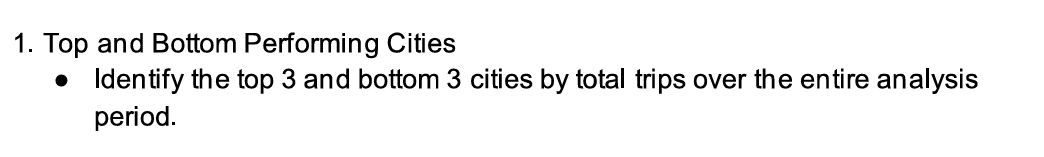 1. Top and Bottom Performing Cities
● Identify the top 3 and bottom 3 cities by total trips over the entire analysis
period.